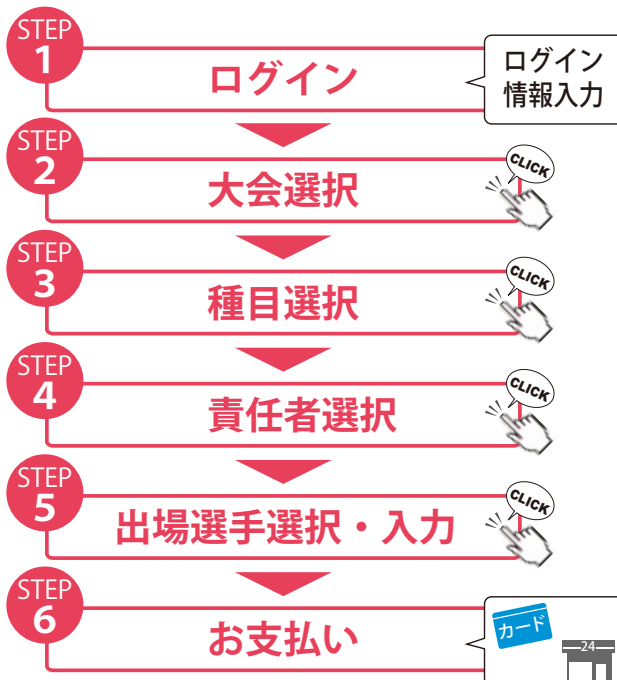 STEP
1
ログイン
ログイン
情報入力
STEP
2
大会選択
CLICK
STEP
3
種目選択
CLICK
STEP
4
責任者選択
CLICK
STEP
5
出場選手選択・入力
CLICK
STEP
6
お支払い
カード
24